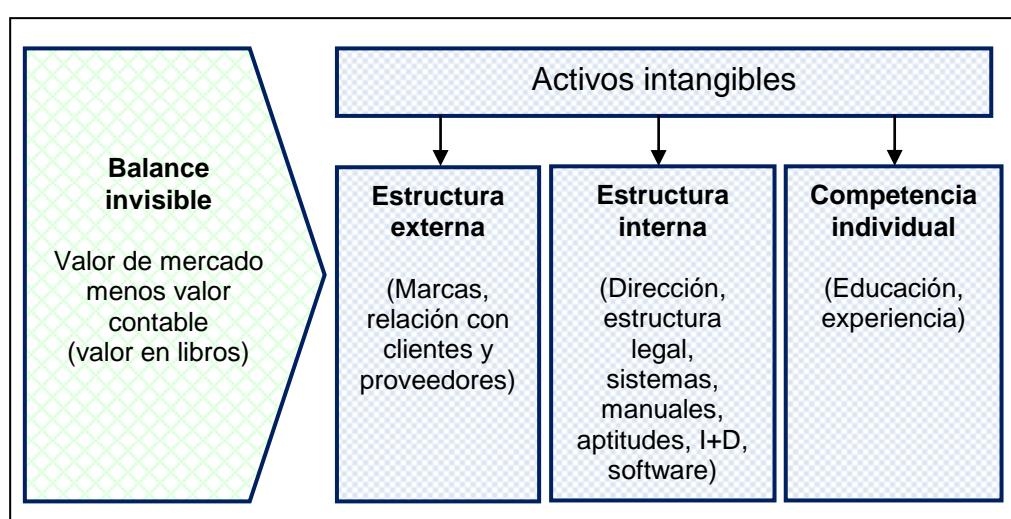 Balance
invisible
Valor de mercado
menos valor
contable
(valor en libros)
Activos intangibles
Estructura
externa
(Marcas,
relación con
clientes y
proveedores)
Estructura
interna
(Dirección,
estructura
legal,
sistemas,
manuales,
aptitudes, I+D,
software)
Competencia
individual
(Educación,
experiencia)